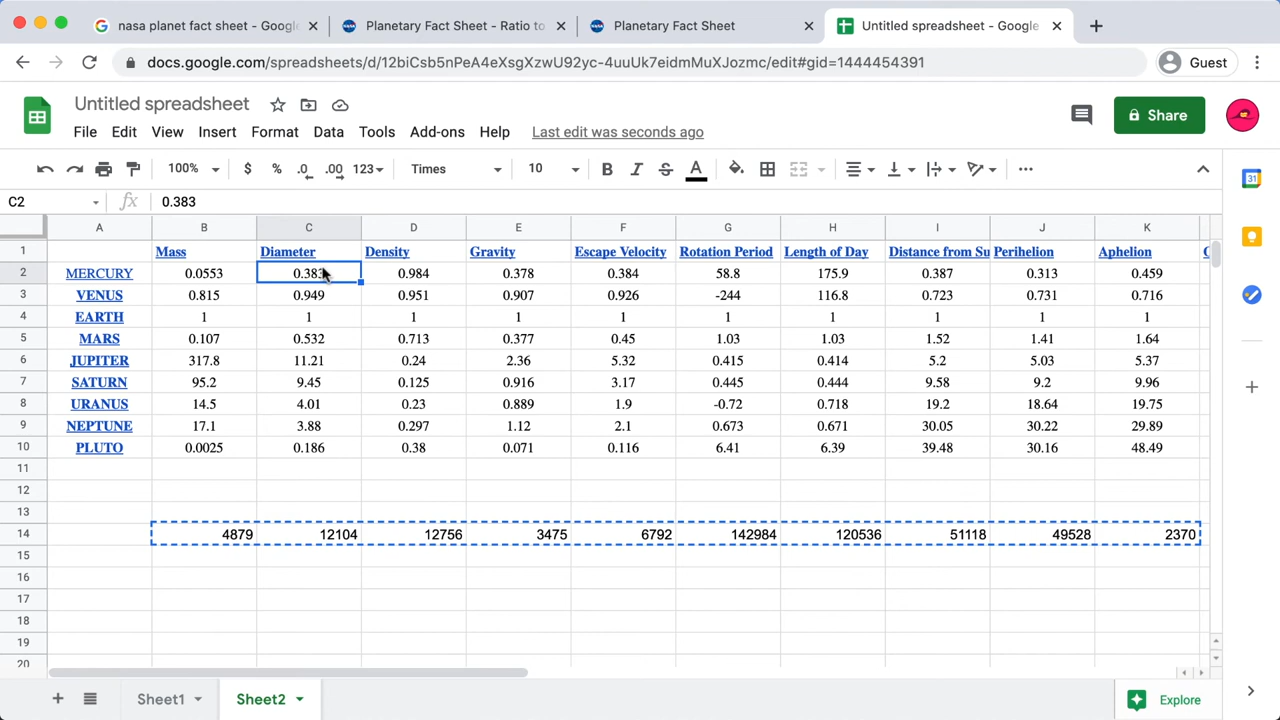 nasa planet fact sheet - Google
Planetary Fact Sheet - Ratio to
Planetary Fact Sheet
Untitled spreadsheet - Google
docs.google.com/spreadsheets/d/12biCsb5nPeA4eXsgXzwU92yc-4uuUk7eidmMuXJozmc/edit#gid=1444454391
Guest
Untitled spreadsheet
File Edit View Insert Format Data Tools Add-ons Help Last edit was seconds ago
Share
100% $ % .0 .00 123 Times 10 B I S A
C2 fx 0.383
A B C D E F G H I J K
1 Mass Diameter Density Gravity Escape Velocity Rotation Period Length of Day Distance from Su Perihelion Aphelion
2 MERCURY 0.0553 0.383 0.984 0.378 0.384 58.8 175.9 0.387 0.313 0.459
3 VENUS 0.815 0.949 0.951 0.907 0.926 -244 116.8 0.723 0.731 0.716
4 EARTH 1 1 1 1 1 1 1 1 1 1
5 MARS 0.107 0.532 0.713 0.377 0.45 1.03 1.03 1.52 1.41 1.64
6 JUPITER 317.8 11.21 0.24 2.36 5.32 0.415 0.414 5.2 5.03 5.37
7 SATURN 95.2 9.45 0.125 0.916 3.17 0.445 0.444 9.58 9.2 9.96
8 URANUS 14.5 4.01 0.23 0.889 1.9 -0.72 0.718 19.2 18.64 19.75
9 NEPTUNE 17.1 3.88 0.297 1.12 2.1 0.673 0.671 30.05 30.22 29.89
10 PLUTO 0.0025 0.186 0.38 0.071 0.116 6.41 6.39 39.48 30.16 48.49
11
12
13
14 4879 12104 12756 3475 6792 142984 120536 51118 49528 2370
15
16
17
18
19
20
Sheet1 Sheet2 Explore
31